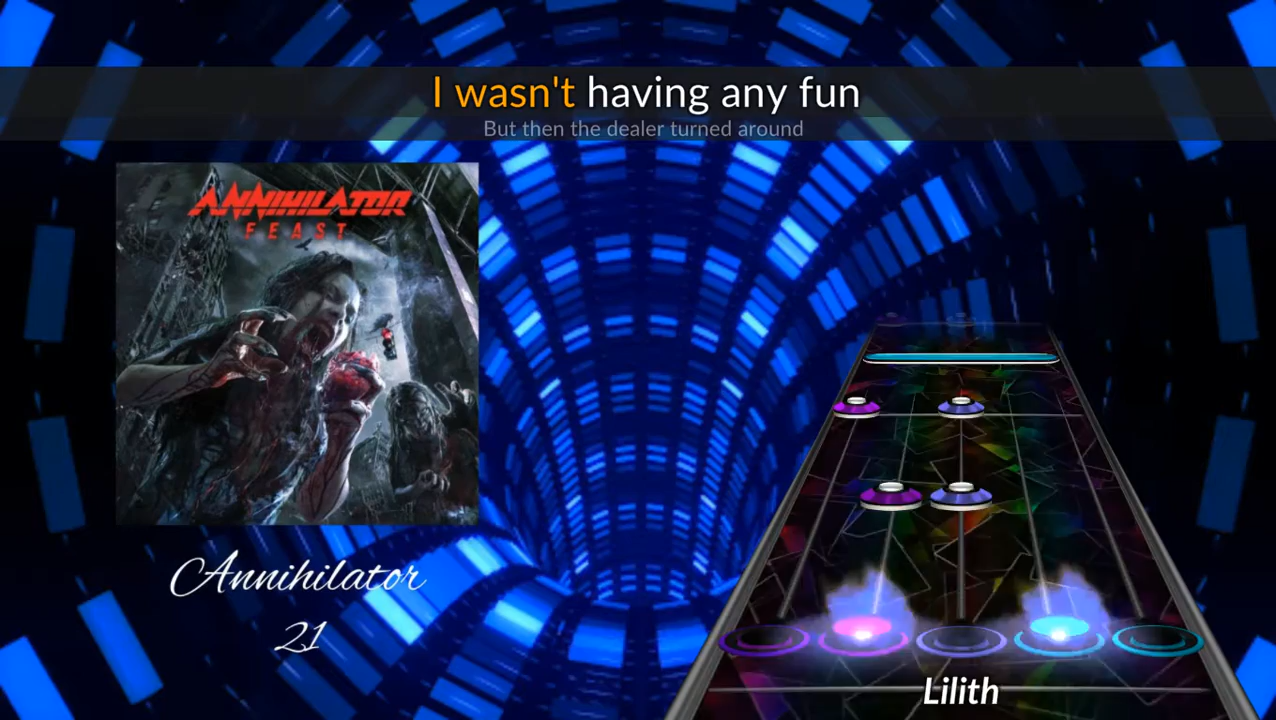 I wasn't having any fun
But then the dealer turned around
ANNIHILATOR
FEAST
Annihilator
21
Lilith